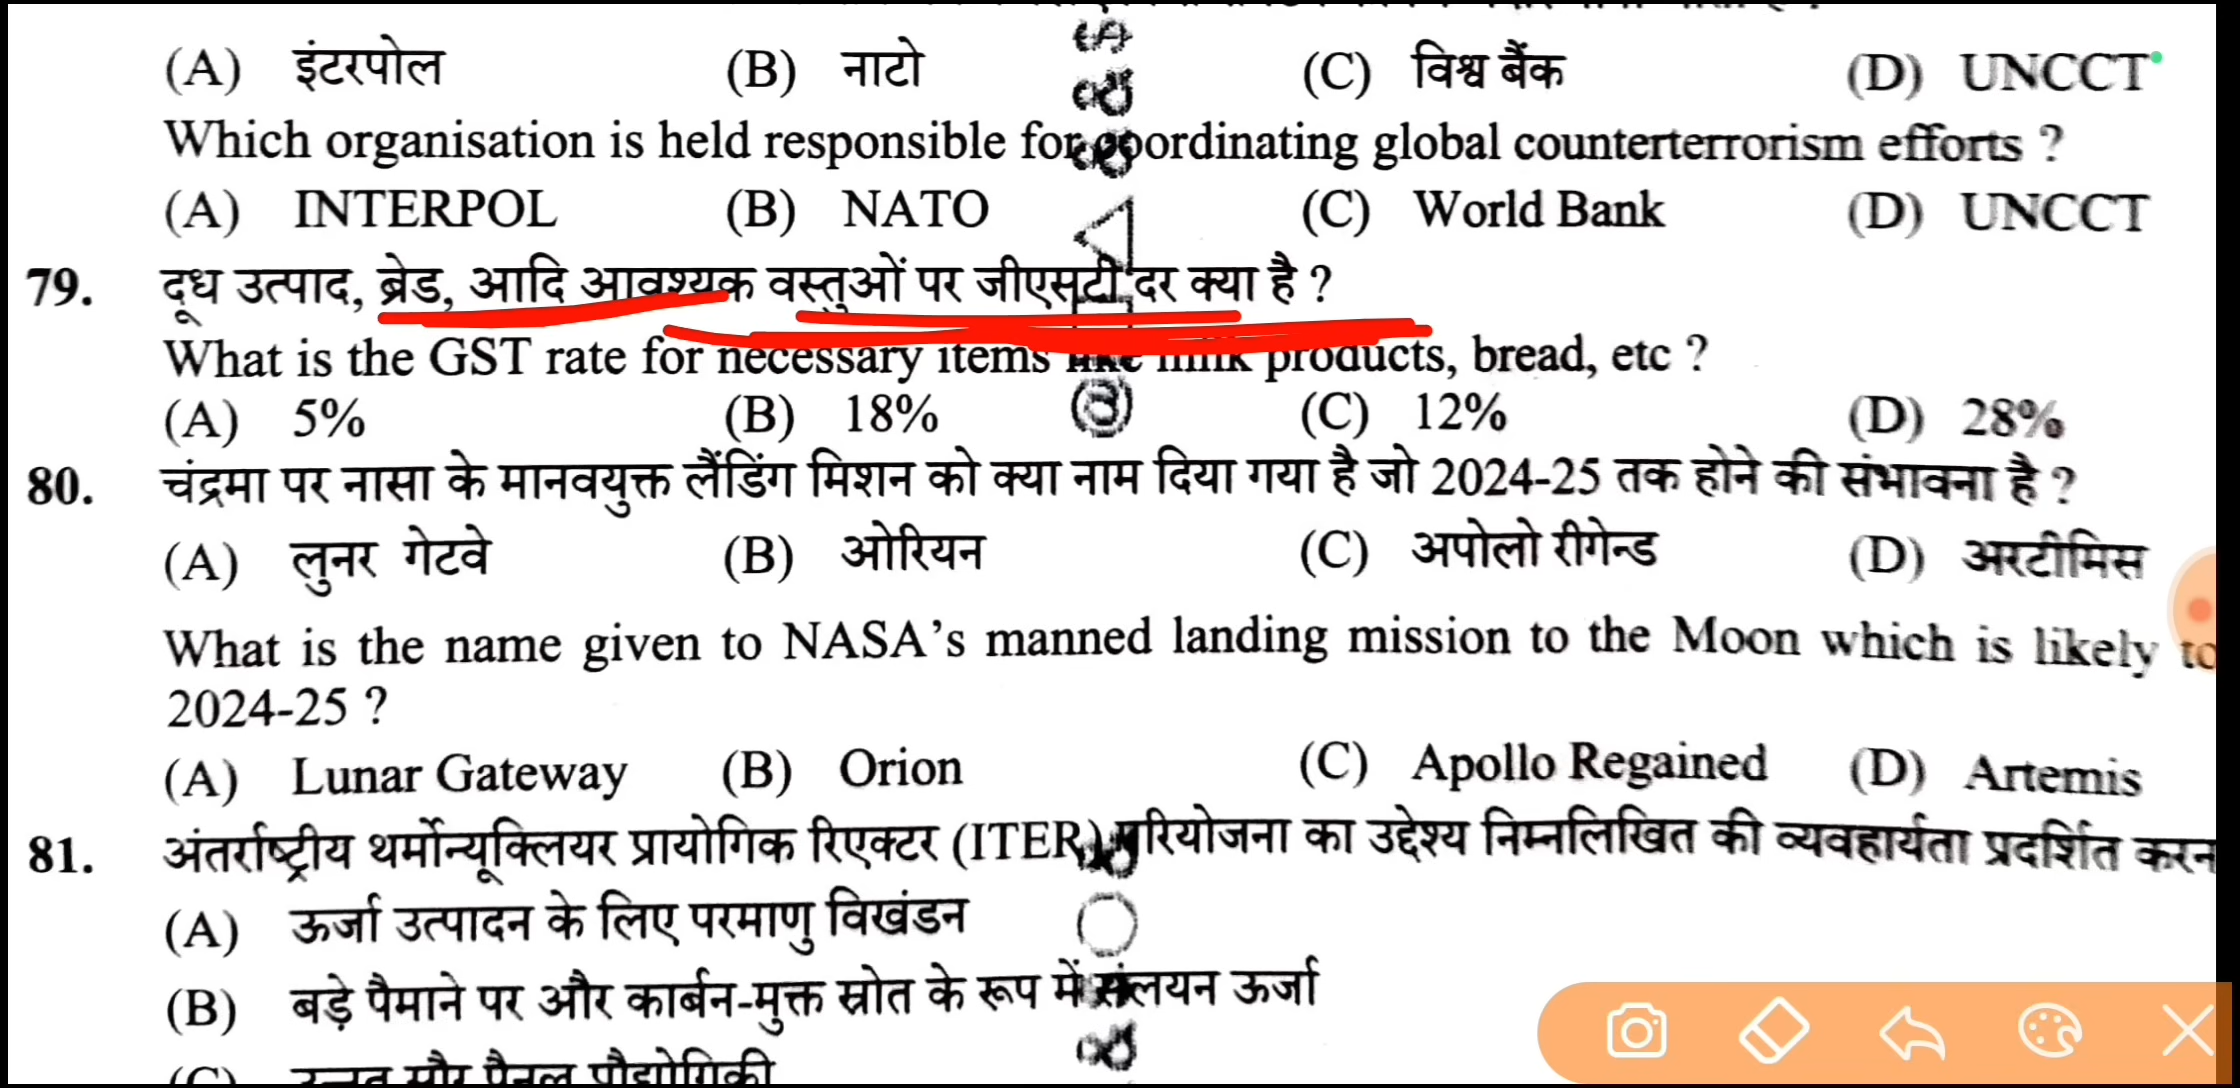 (A) इंटरपोल (B) नाटो (C) विश्व बैंक (D) UNCCT
Which organisation is held responsible for coordinating global counterterrorism efforts ?
(A) INTERPOL (B) NATO (C) World Bank (D) UNCCT
79. दूध उत्पाद, ब्रेड, आदि आवश्यक वस्तुओं पर जीएसटी दर क्या है ?
What is the GST rate for necessary items like milk products, bread, etc ?
(A) 5% (B) 18% (C) 12% (D) 28%
80. चंद्रमा पर नासा के मानवयुक्त लैंडिंग मिशन को क्या नाम दिया गया है जो 2024-25 तक होने की संभावना है ?
(A) लुनर गेटवे (B) ओरियन (C) अपोलो रीगेन्ड (D) अरटीमिस
What is the name given to NASA’s manned landing mission to the Moon which is likely to
2024-25 ?
(A) Lunar Gateway (B) Orion (C) Apollo Regained (D) Artemis
81. अंतर्राष्ट्रीय थर्मोन्यूक्लियर प्रायोगिक रिएक्टर (ITER) परियोजना का उद्देश्य निम्नलिखित की व्यवहार्यता प्रदर्शित
(A) ऊर्जा उत्पादन के लिए परमाणु विखंडन
(B) बड़े पैमाने पर और कार्बन-मुक्त स्रोत के रूप में संलयन ऊर्जा